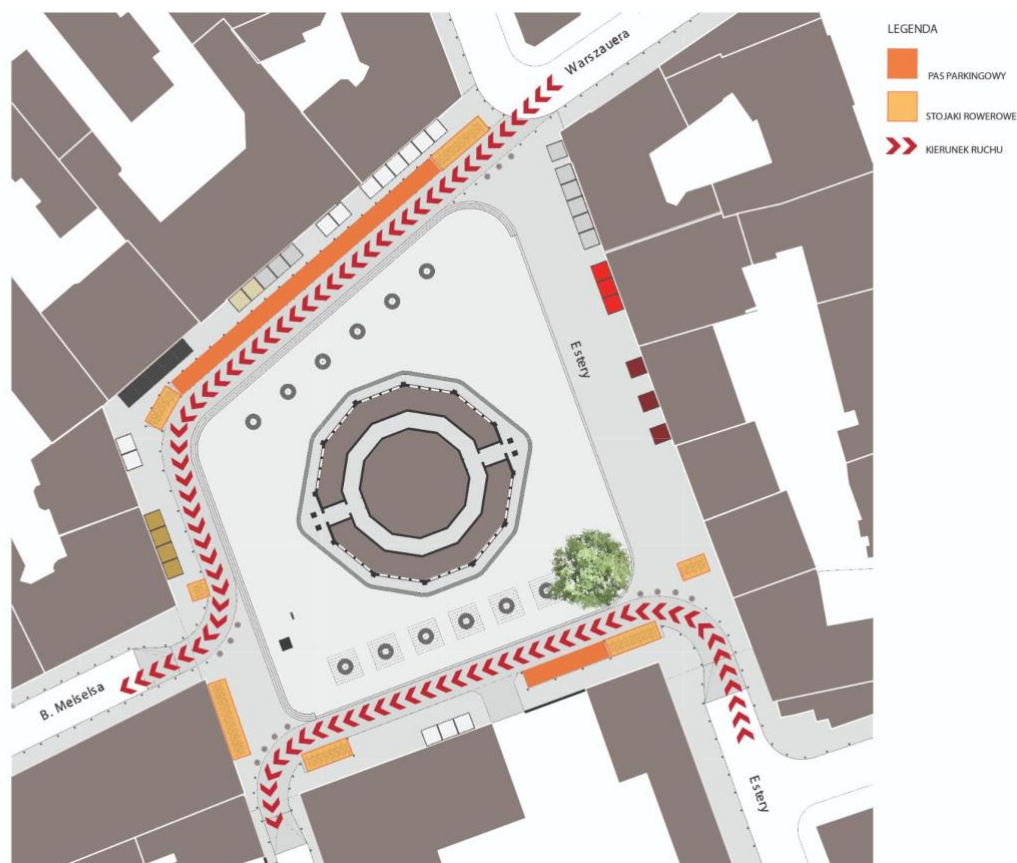 LEGENDA
PAS PARKINGOWY
STOJAKI ROWEROWE
KIERUNEK RUCHU
Warszauera
Estery
B. Meiselsa
Estery